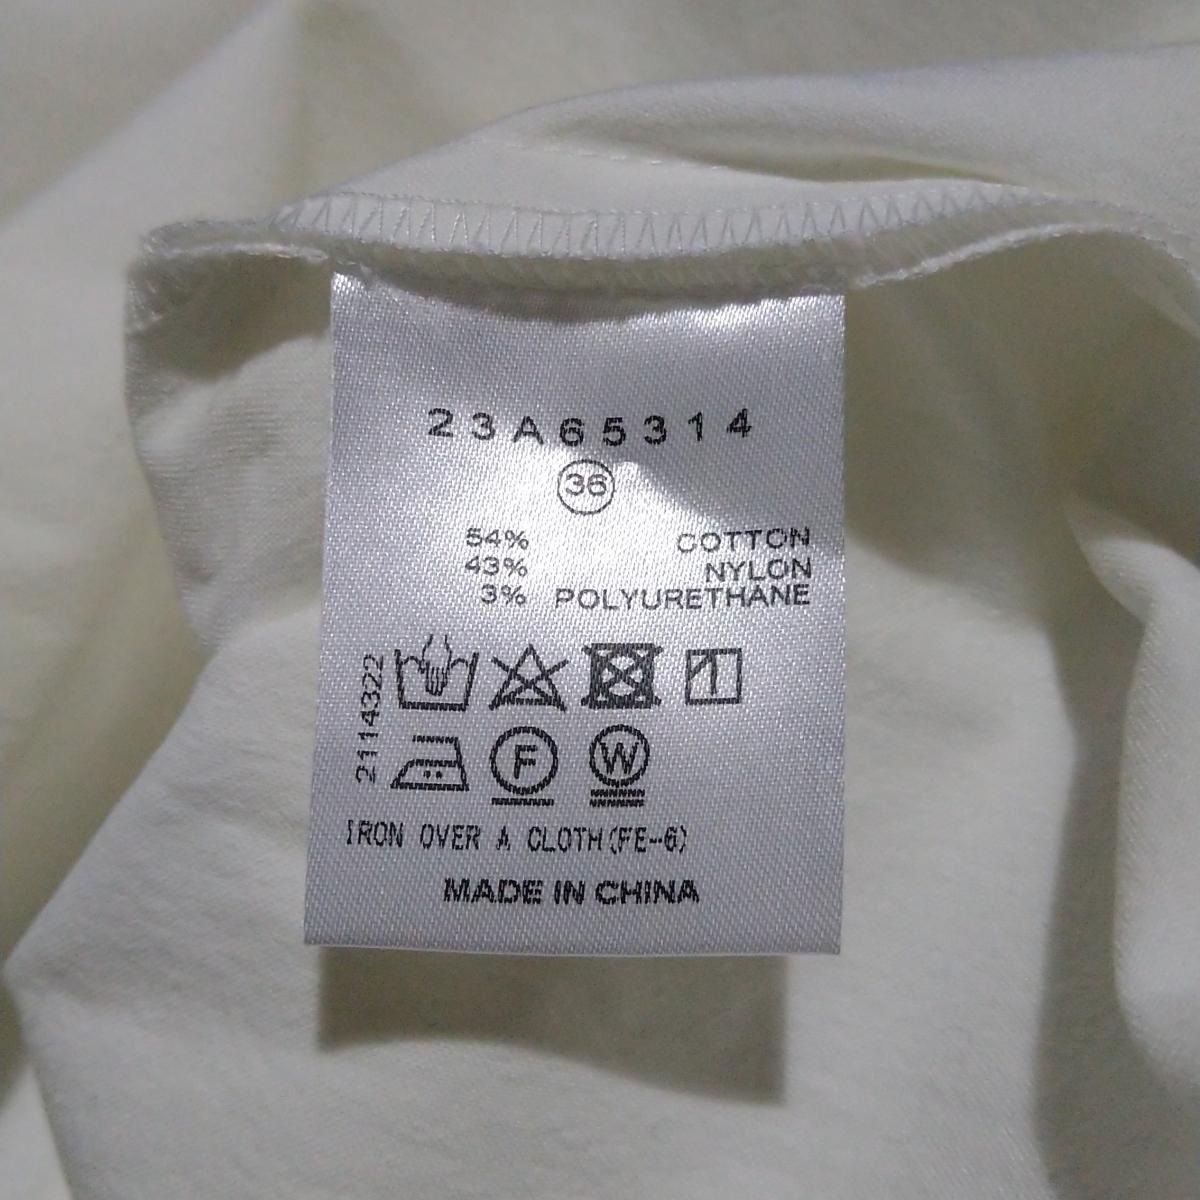 23A65314
36
54% COTTON
43% NYLON
3% POLYURETHANE
2114322
F W
IRON OVER A CLOTH(FE-6)
MADE IN CHINA